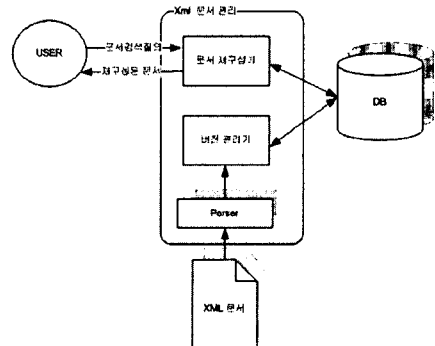 Xml 문서 관리
USER
문서검색질의
문서 재구성기
재구성된 문서
DB
버전 관리기
Parser
XML 문서